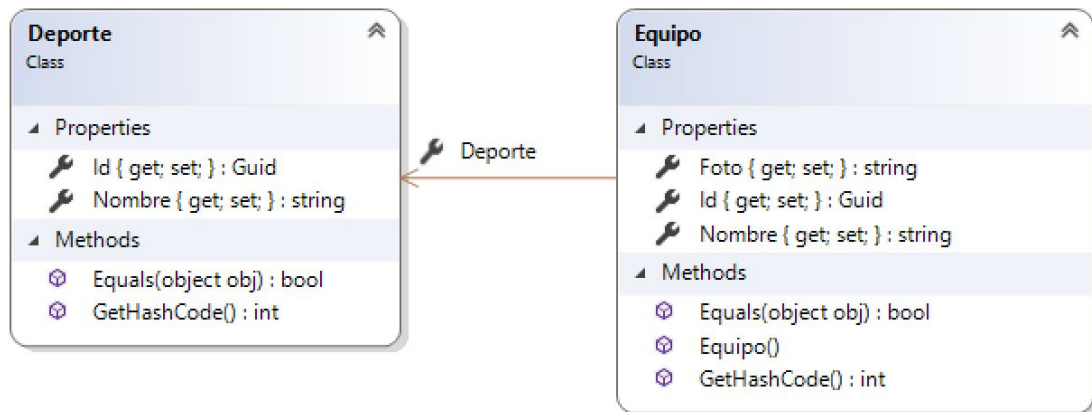 Deporte
Class
Properties
Id { get; set; } : Guid
Nombre { get; set; } : string
Methods
Equals(object obj) : bool
GetHashCode() : int
Deporte
Equipo
Class
Properties
Foto { get; set; } : string
Id { get; set; } : Guid
Nombre { get; set; } : string
Methods
Equals(object obj) : bool
Equipo()
GetHashCode() : int